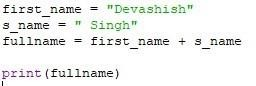 first_name = "Devashish"
s_name = " Singh"
fullname = first_name + s_name
print(fullname)